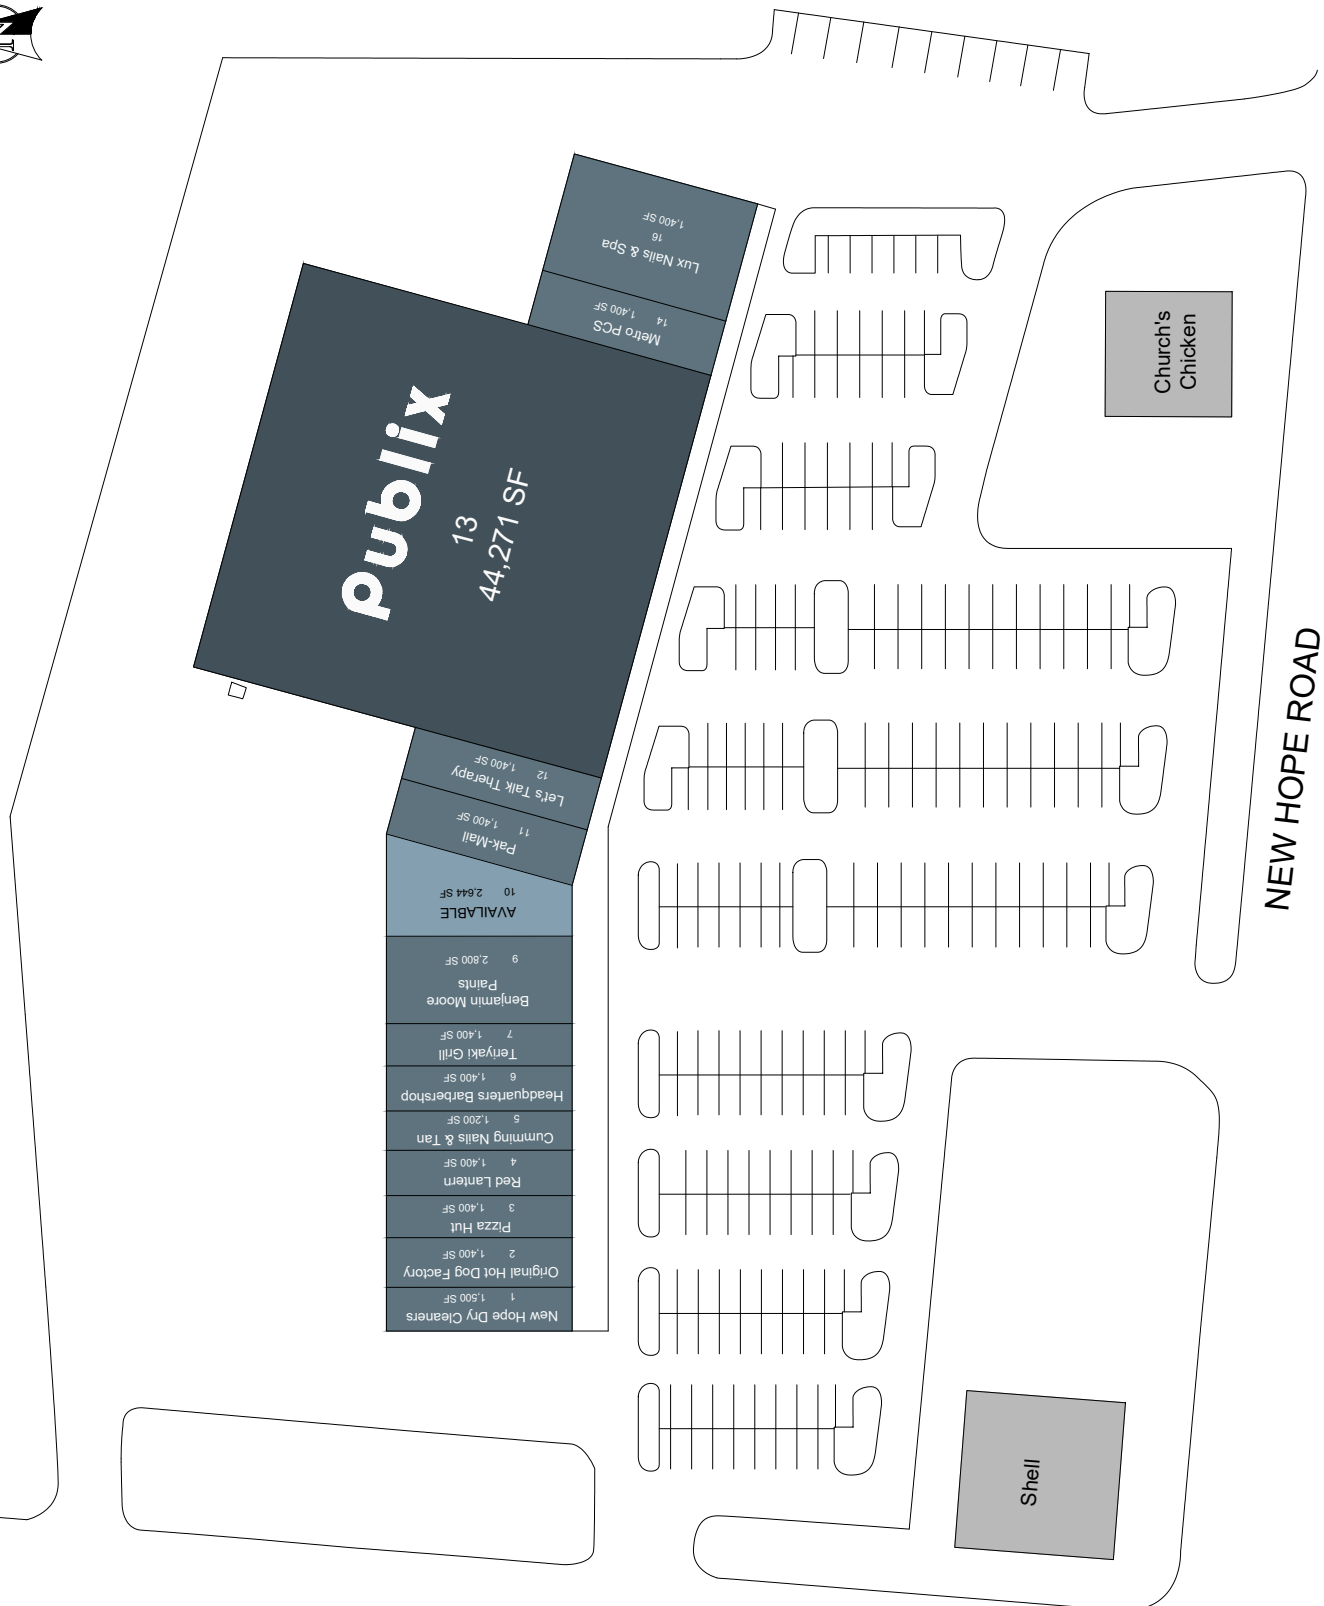 N
1,400 SF
16
Lux Nails & Spa
14 1,400 SF
Metro PCS
publix
13
44,271 SF
Church's
Chicken
NEW HOPE ROAD
12 1,400 SF
Let's Talk Therapy
11 1,400 SF
Pak-Mail
10 2,644 SF
AVAILABLE
9 2,800 SF
Benjamin Moore
Paints
7 1,400 SF
Teriyaki Grill
6 1,400 SF
Headquarters Barbershop
5 1,200 SF
Cumming Nails & Tan
4 1,400 SF
Red Lantern
3 1,400 SF
Pizza Hut
2 1,400 SF
Original Hot Dog Factory
1 1,500 SF
New Hope Dry Cleaners
Shell